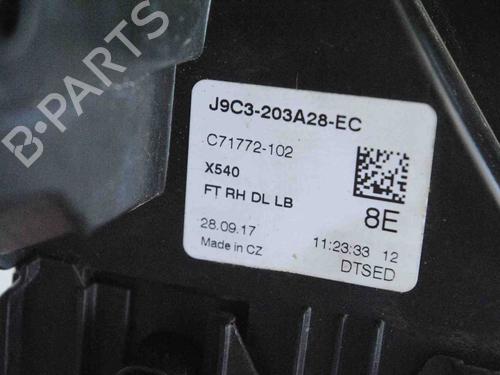 B-PARTS
J9C3-203A28-EC
C71772-102
X540
FT RH DL LB
8E
28.09.17
11:23:33 12
Made in CZ
DTSED